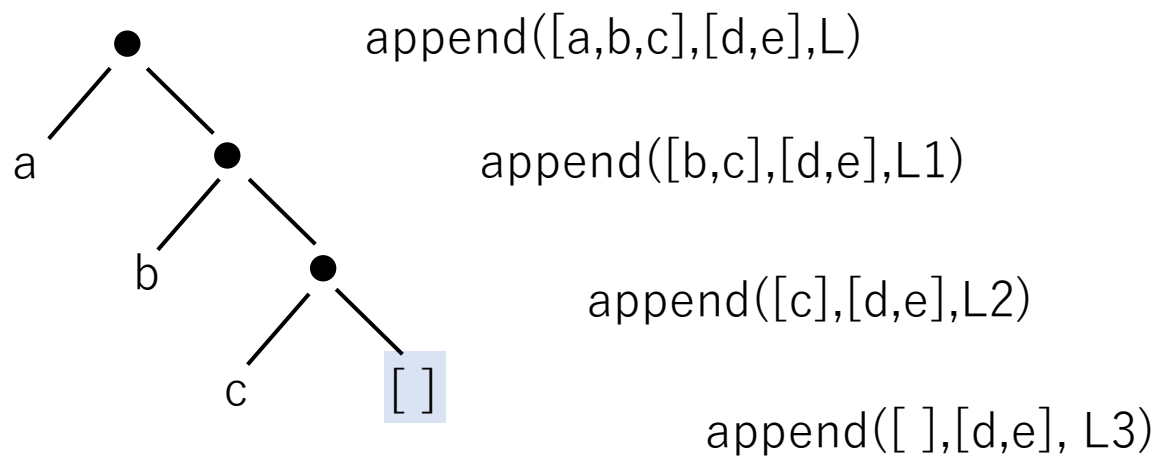 append([a,b,c],[d,e],L)
a
append([b,c],[d,e],L1)
b
append([c],[d,e],L2)
c
[ ]
append([ ],[d,e], L3)